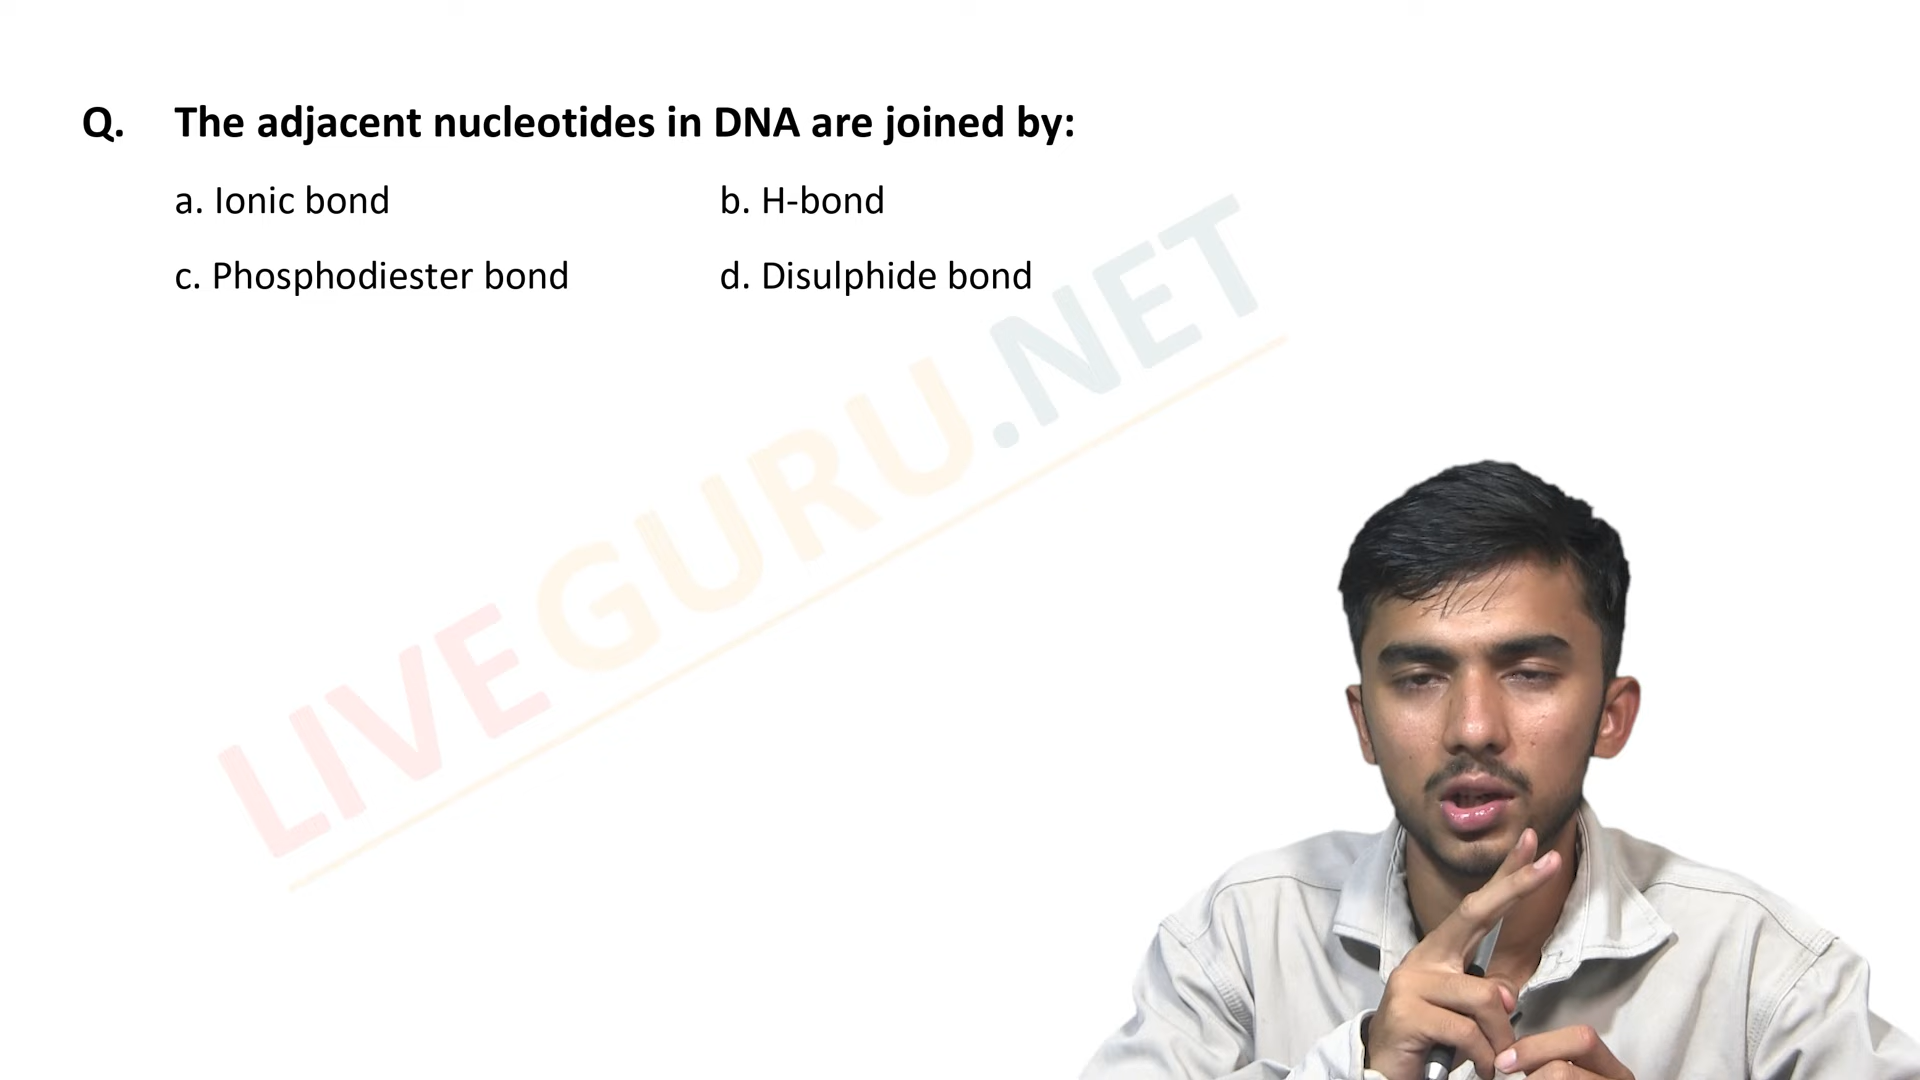 Q. The adjacent nucleotides in DNA are joined by:
a. Ionic bond b. H-bond
c. Phosphodiester bond d. Disulphide bond
LIVEGURU.NET